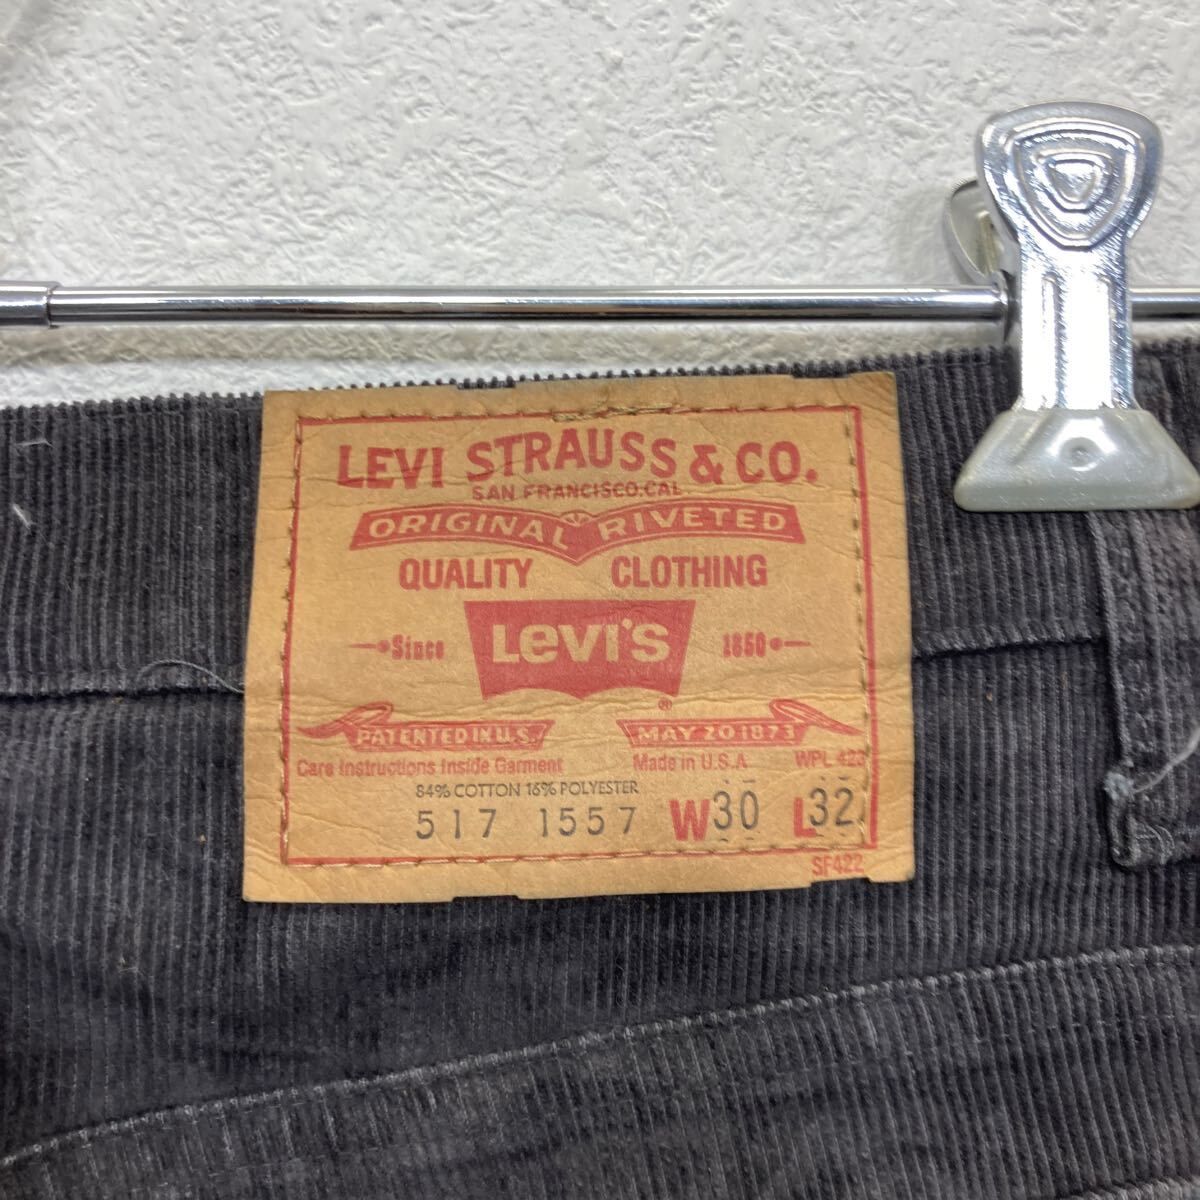 LEVI STRAUSS & CO.
SAN FRANCISCO.CAL
ORIGINAL RIVETED
QUALITY CLOTHING
Since LEVI'S 1850
®
PATENTED IN U.S. MAY 20 1873
Care Instructions Inside Garment Made in U.S.A WPL 423
84% COTTON 16% POLYESTER
517 1557 W30 L32
SF422